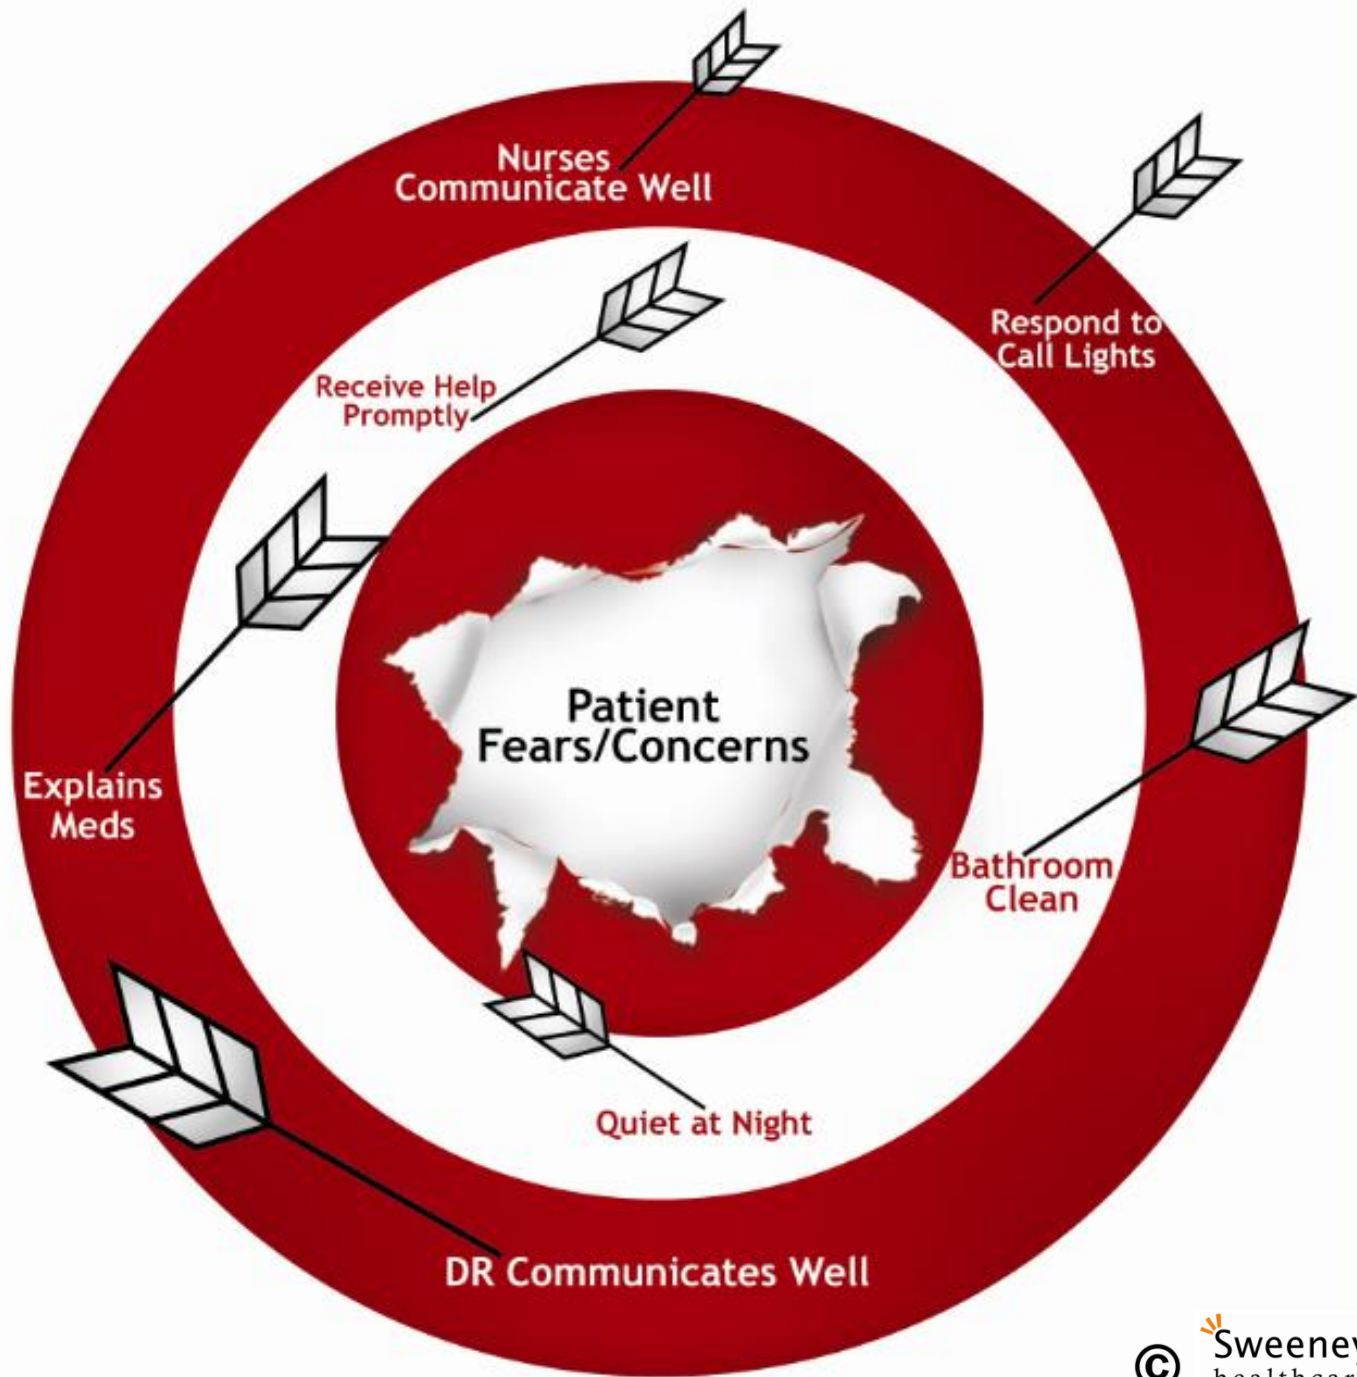 Nurses
Communicate Well
Respond to
Call Lights
Receive Help
Promptly
Patient
Fears/Concerns
Explains
Meds
Bathroom
Clean
Quiet at Night
DR Communicates Well
©
Sweeney